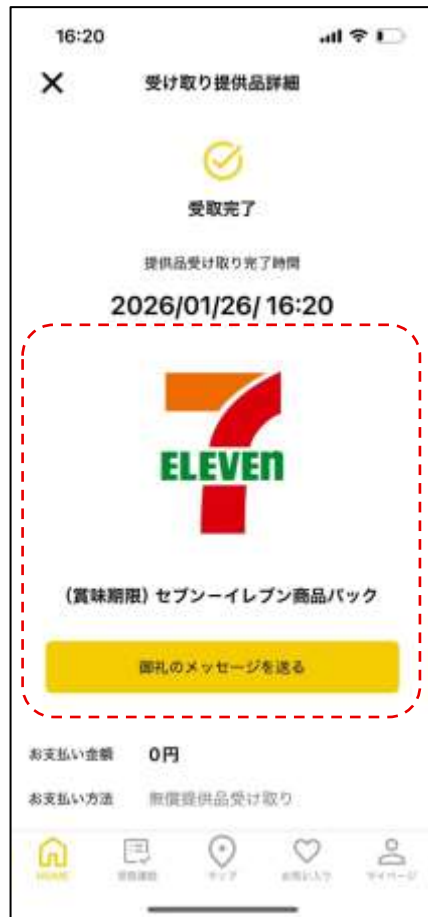 16:20
受け取り提供品詳細
受取完了
提供品受け取り完了時間
2026/01/26/ 16:20
ELEVEn
(賞味期限) セブンーイレブン商品パック
御礼のメッセージを送る
お支払い金額 0円
お支払い方法 無償提供品受け取り
HOME マップ お気に入り マイページ